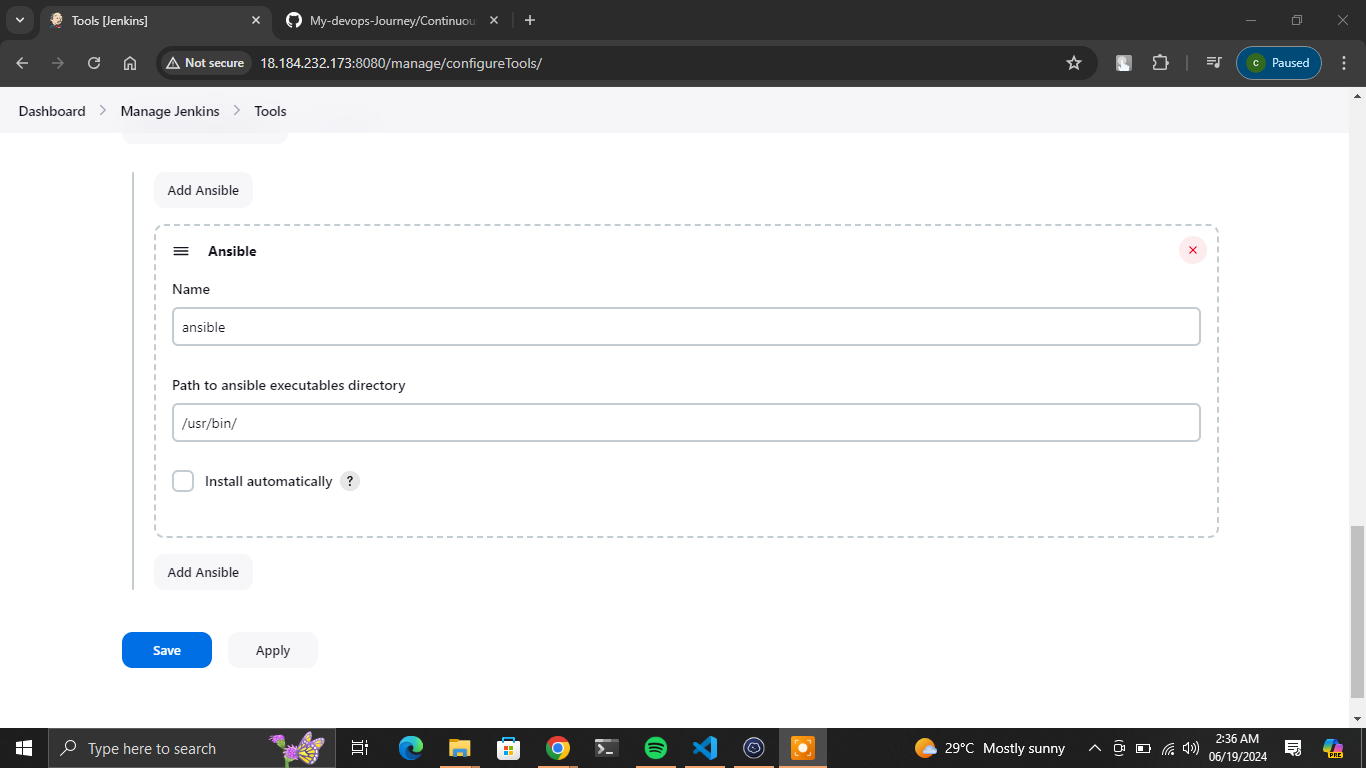 Tools [Jenkins]
My-devops-Journey/Continuou
Not secure
18.184.232.173:8080/manage/configureTools/
C
Paused
Dashboard
Manage Jenkins
Tools
Add Ansible
Ansible
Name
ansible
Path to ansible executables directory
/usr/bin/
Install automatically
?
Add Ansible
Save
Apply
Type here to search
29°C Mostly sunny
2:36 AM
06/19/2024
PRE